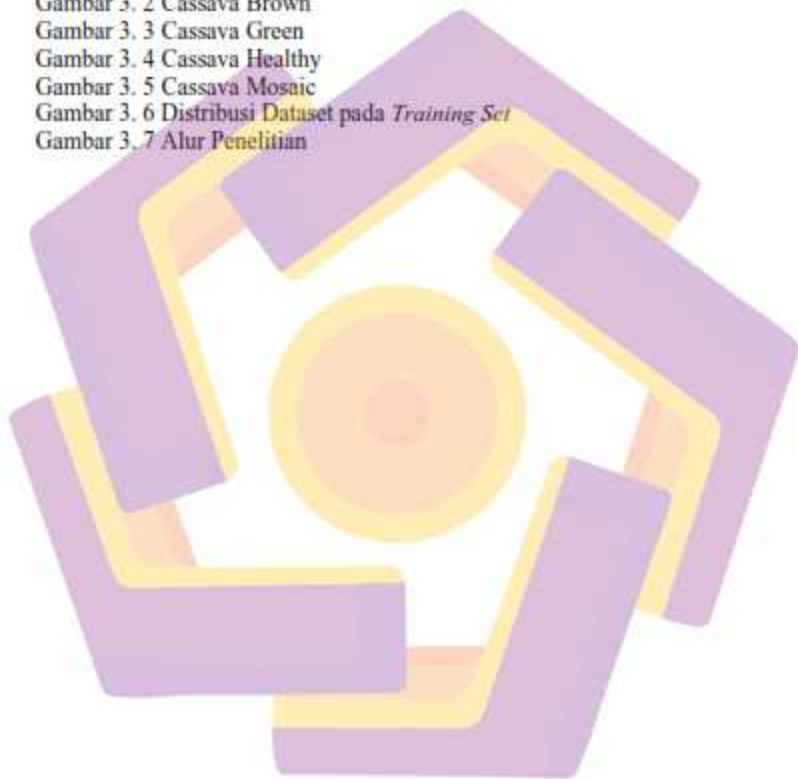 Gambar 3. 2 Cassava Brown
Gambar 3. 3 Cassava Green
Gambar 3. 4 Cassava Healthy
Gambar 3. 5 Cassava Mosaic
Gambar 3. 6 Distribusi Dataset pada Training Set
Gambar 3. 7 Alur Penelitian